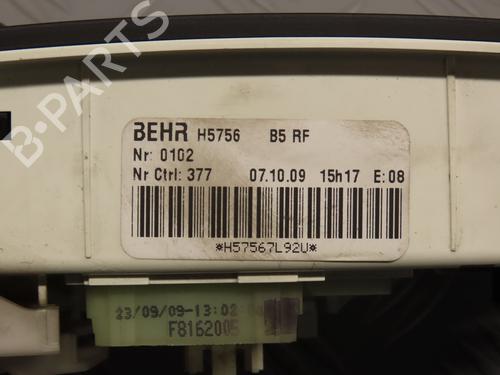 B-PARTS
BEHR H5756 B5 RF
Nr: 0102
Nr Ctrl: 377 07.10.09 15h17 E:08
*H57567L92U*
23/09/09-13:02
F8162005